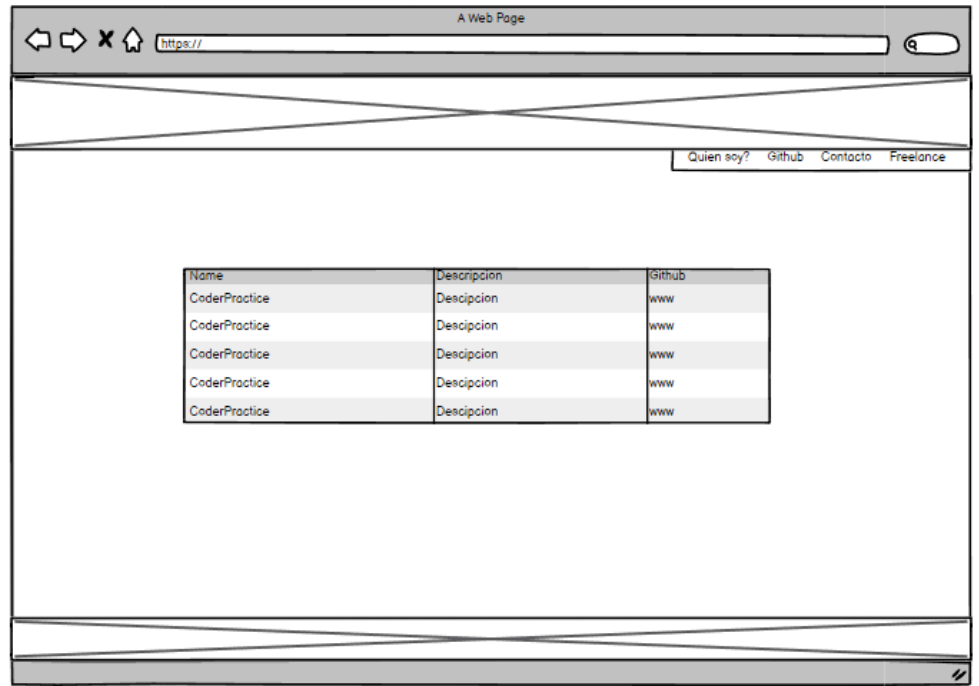 A Web Page
https://
Quien soy? Github Contacto Freelance
Name Descripcion Github
CoderPractice Descipcion www
CoderPractice Descipcion www
CoderPractice Descipcion www
CoderPractice Descipcion www
CoderPractice Descipcion www